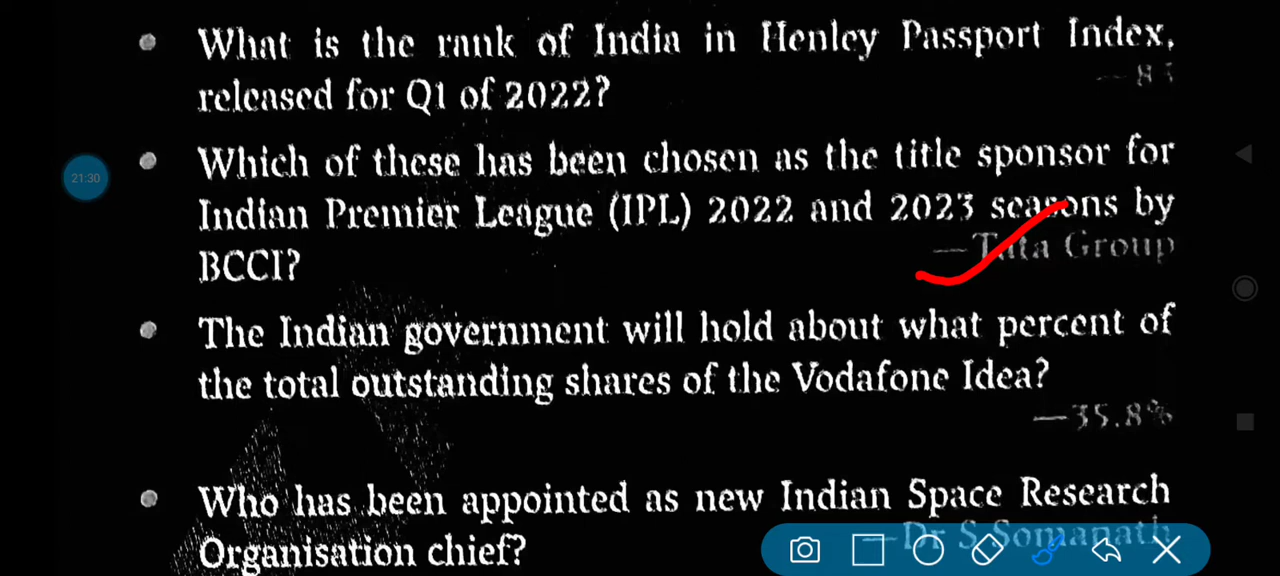 • What is the rank of India in Henley Passport Index,
released for Q1 of 2022? —83
• Which of these has been chosen as the title sponsor for
Indian Premier League (IPL) 2022 and 2023 seasons by
BCCI? —Tata Group
21:30
• The Indian government will hold about what percent of
the total outstanding shares of the Vodafone Idea?
—35.8%
• Who has been appointed as new Indian Space Research
Organisation chief? —Dr S Somanath